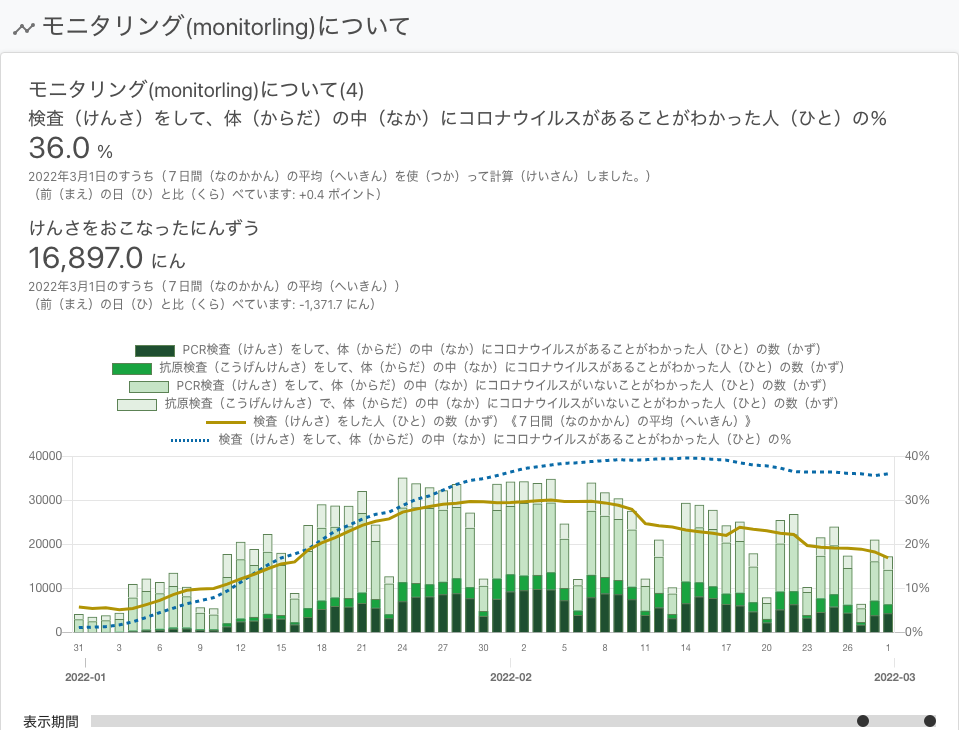 モニタリング(monitorling)について
モニタリング(monitorling)について(4)
検査（けんさ）をして、体（からだ）の中（なか）にコロナウイルスがあることがわかった人（ひと）の%
36.0 %
2022年3月1日のすうち（７日間（なのかかん）の平均（へいきん）を使（つか）って計算（けいさん）しました。）
（前（まえ）の日（ひ）と比（くら）べています: +0.4 ポイント）
けんさをおこなったにんずう
16,897.0 にん
2022年3月1日のすうち（７日間（なのかかん）の平均（へいきん））
（前（まえ）の日（ひ）と比（くら）べています: -1,371.7 にん）
PCR検査（けんさ）をして、体（からだ）の中（なか）にコロナウイルスがあることがわかった人（ひと）の数（かず）
抗原検査（こうげんけんさ）をして、体（からだ）の中（なか）にコロナウイルスがあることがわかった人（ひと）の数（かず）
PCR検査（けんさ）をして、体（からだ）の中（なか）にコロナウイルスがいないことがわかった人（ひと）の数（かず）
抗原検査（こうげんけんさ）で、体（からだ）の中（なか）にコロナウイルスがいないことがわかった人（ひと）の数（かず）
検査（けんさ）をした人（ひと）の数（かず）《７日間（なのかかん）の平均（へいきん）》
検査（けんさ）をして、体（からだ）の中（なか）にコロナウイルスがあることがわかった人（ひと）の%
40000 40%
30000 30%
20000 20%
10000 10%
0 0%
31 3 6 9 12 15 18 21 24 27 30 2 5 8 11 14 17 20 23 26 1
2022-01 2022-02 2022-03
表示期間